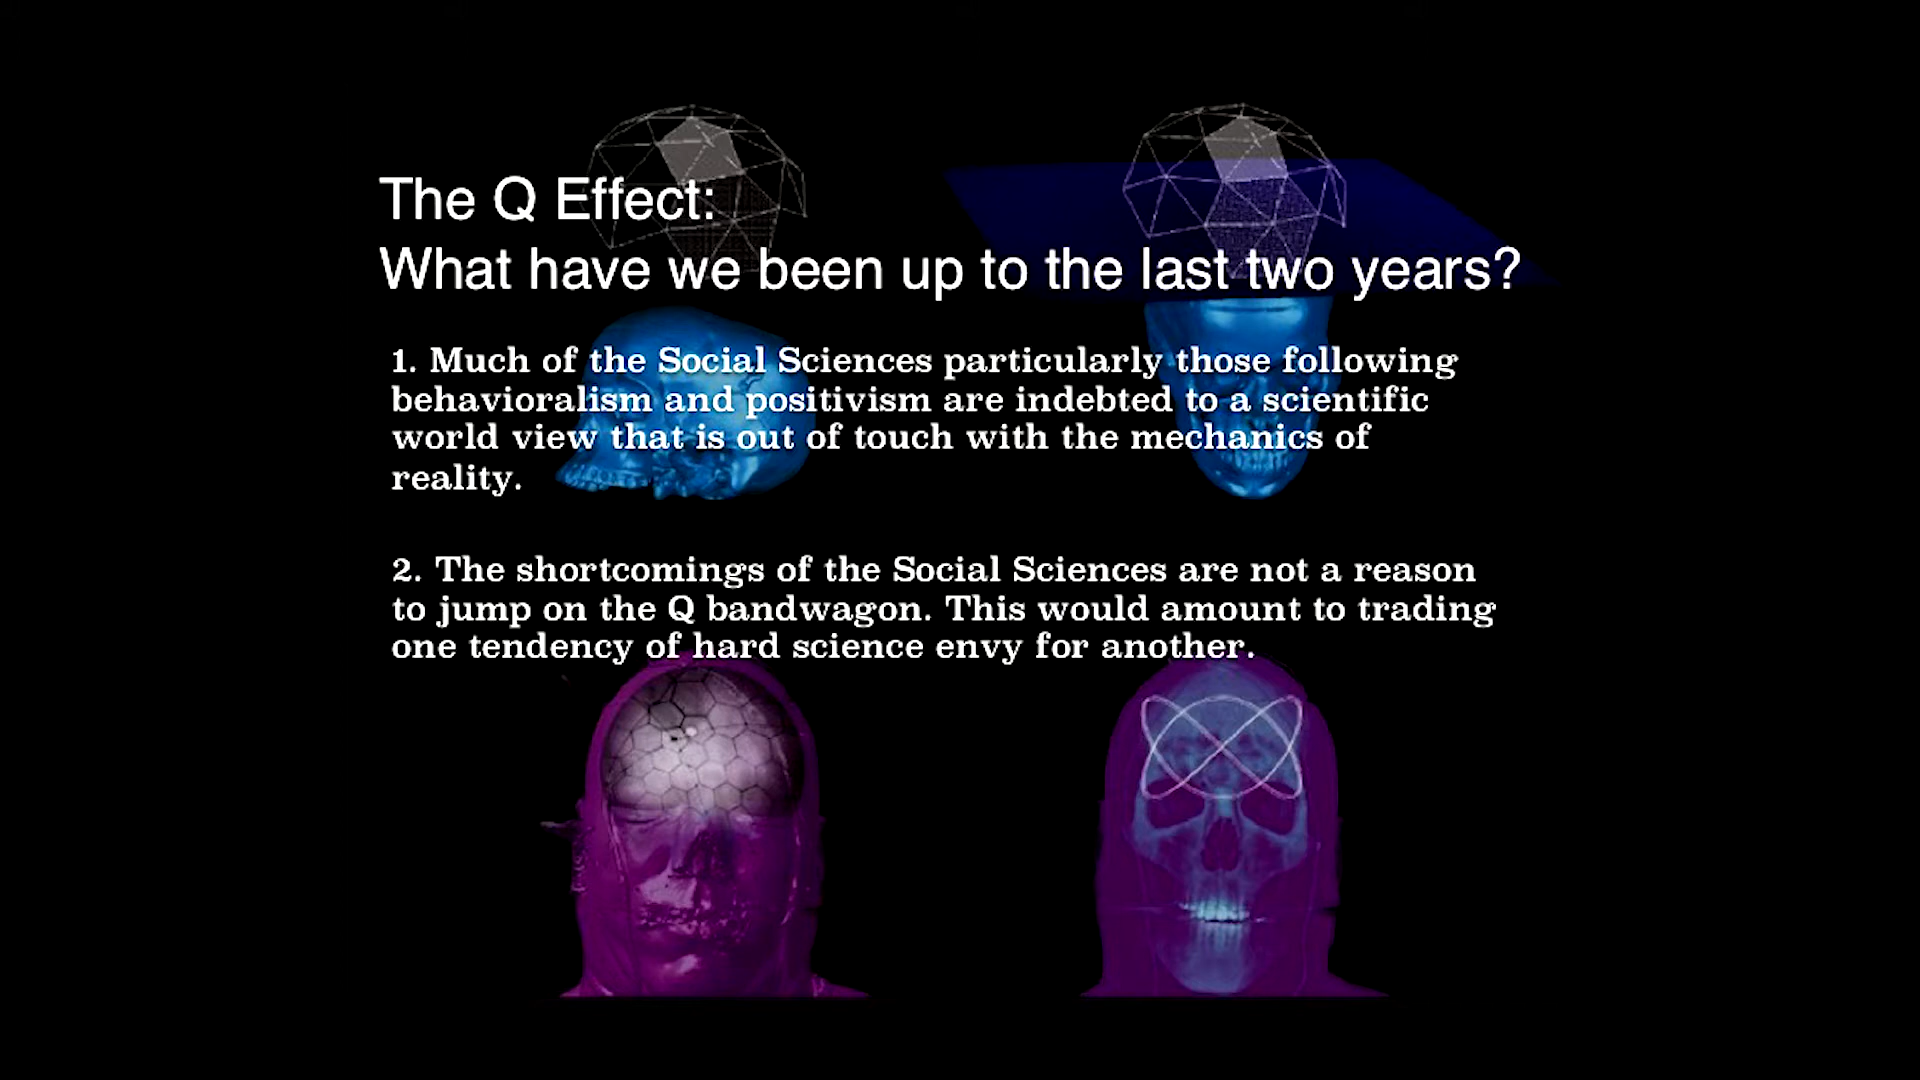 The Q Effect:
What have we been up to the last two years?
1. Much of the Social Sciences particularly those following
behavioralism and positivism are indebted to a scientific
world view that is out of touch with the mechanics of
reality.
2. The shortcomings of the Social Sciences are not a reason
to jump on the Q bandwagon. This would amount to trading
one tendency of hard science envy for another.